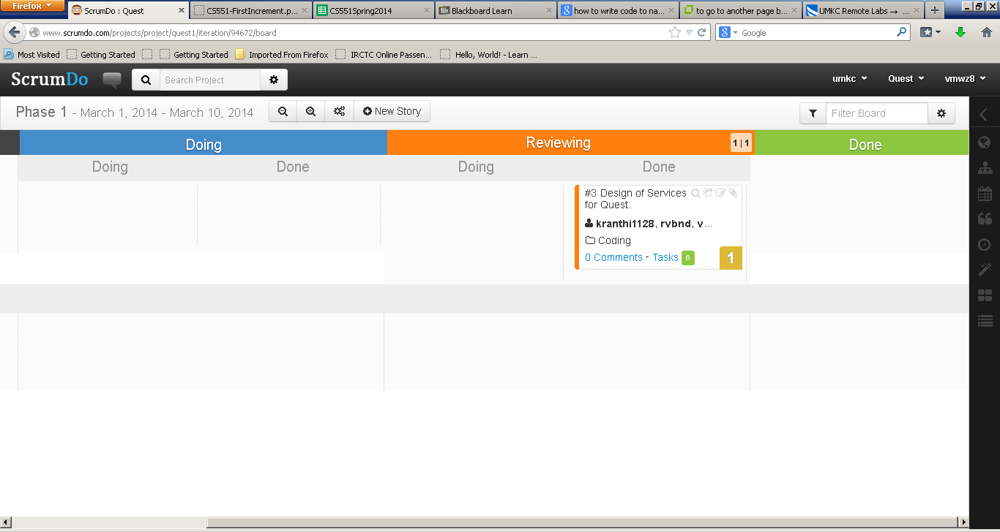 Firefox
ScrumDo : Quest
CS551-FirstIncrement.p...
CS551Spring2014
Bb Blackboard Learn
how to write code to na...
to go to another page b...
UMKC Remote Labs → ...
www.scrumdo.com/projects/project/quest1/iteration/94672/board
Google
Most Visited
Getting Started
Getting Started
Imported From Firefox
IRCTC Online Passen...
Hello, World! - Learn ...
ScrumDo
Search Project
umkc
Quest
vmwz8
Phase 1 - March 1, 2014 - March 10, 2014
New Story
Filter Board
Doing
Reviewing
1 | 1
Done
Doing
Done
Doing
Done
#3 Design of Services
for Quest.
kranthi1128, rvbnd, v...
Coding
0 Comments - Tasks 6
1